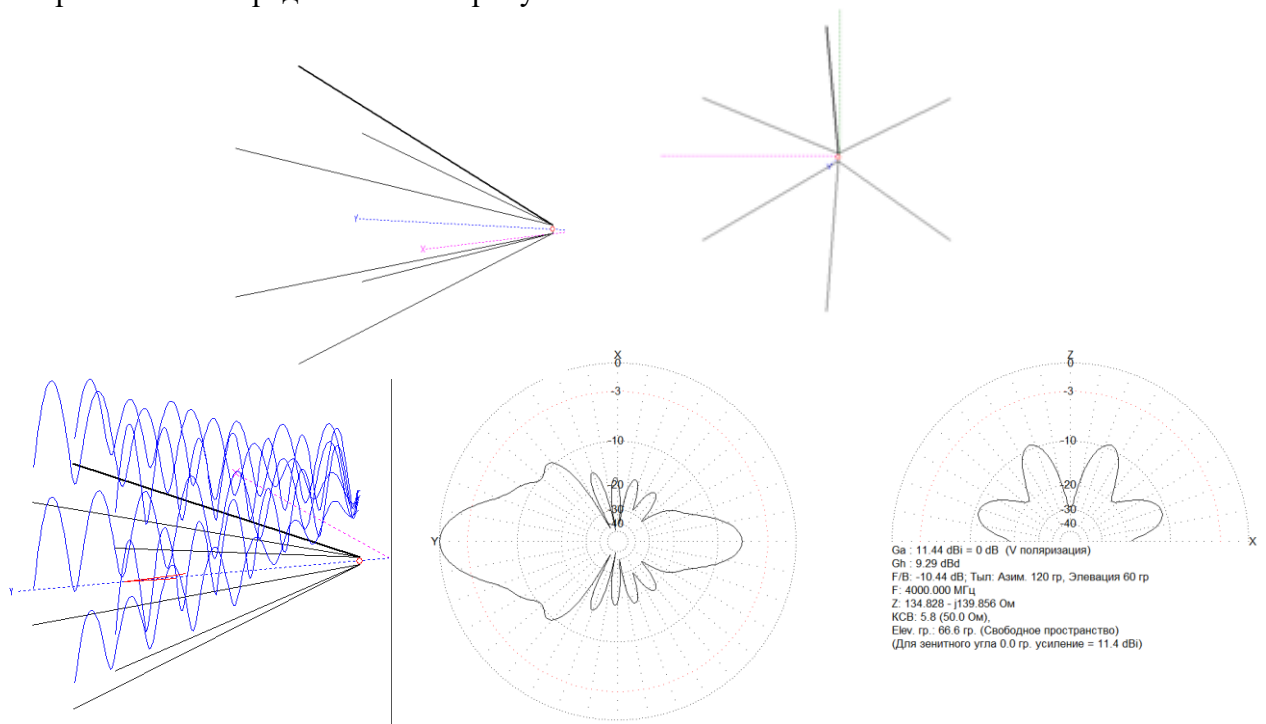 Y
X
X
0
-3
-10
-20
-30
-40
Y
Y
Z
0
-3
-10
-20
-30
-40
X
Ga : 11.44 dBi = 0 dB (V поляризация)
Gh : 9.29 dBd
F/B: -10.44 dB; Тыл: Азим. 120 гр, Элевация 60 гр
F: 4000.000 МГц
Z: 134.828 - j139.856 Ом
КСВ: 5.8 (50.0 Ом),
Elev. гр.: 66.6 гр. (Свободное пространство)
(Для зенитного угла 0.0 гр. усиление = 11.4 dBi)